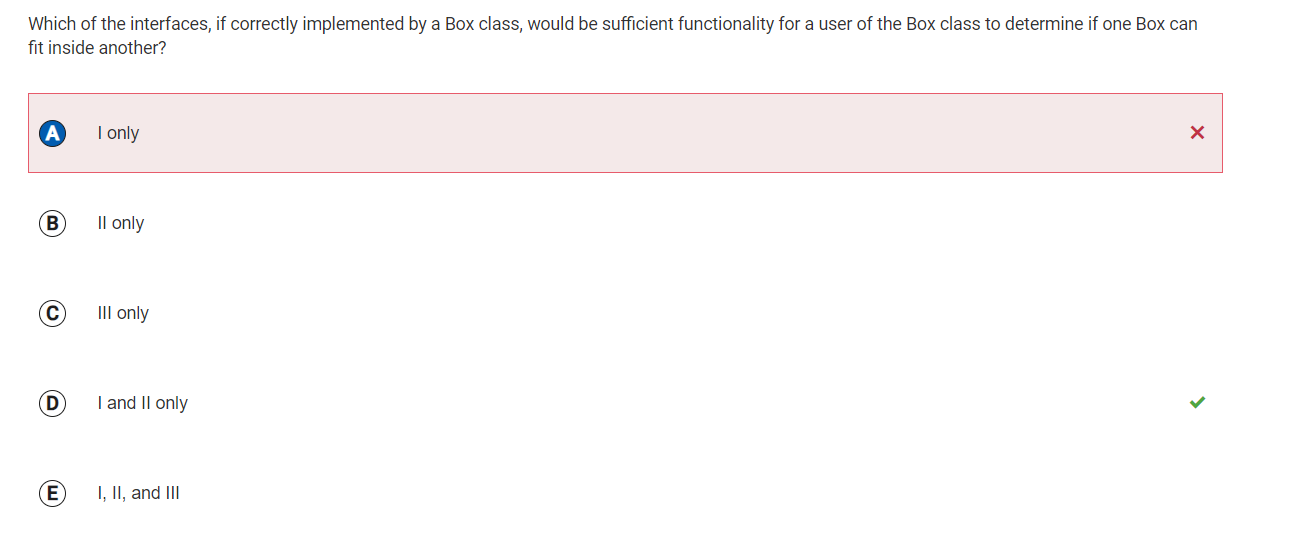 Which of the interfaces, if correctly implemented by a Box class, would be sufficient functionality for a user of the Box class to determine if one Box can
fit inside another?
A I only
B II only
C III only
D I and II only
E I, II, and III